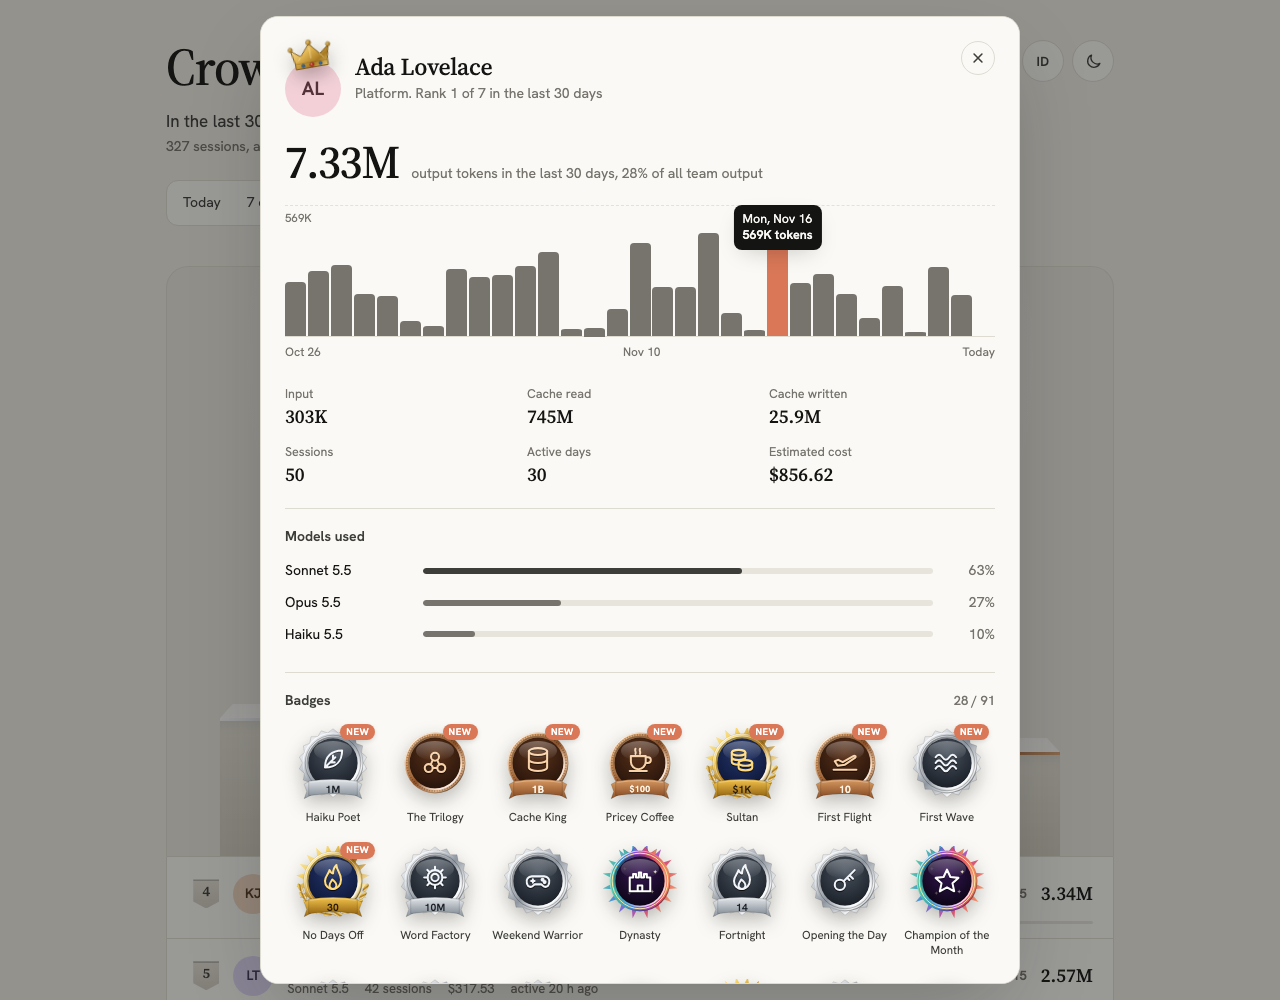 Crow
ID
In the last 30
327 sessions, a
Today 7
AL
Ada Lovelace
Platform. Rank 1 of 7 in the last 30 days
7.33M output tokens in the last 30 days, 28% of all team output
569K
Mon, Nov 16
569K tokens
Oct 26 Nov 10 Today
Input Cache read Cache written
303K 745M 25.9M
Sessions Active days Estimated cost
50 30 $856.62
Models used
Sonnet 5.5 63%
Opus 5.5 27%
Haiku 5.5 10%
Badges 28 / 91
NEW NEW NEW NEW NEW NEW NEW
1M 1B $100 $1K 10
Haiku Poet The Trilogy Cache King Pricey Coffee Sultan First Flight First Wave
NEW
30 10M 14
No Days Off Word Factory Weekend Warrior Dynasty Fortnight Opening the Day Champion of the
Month
4 KJ 5 3.34M
5 LT 5 2.57M
Sonnet 5.5 42 sessions $317.53 active 20 h ago